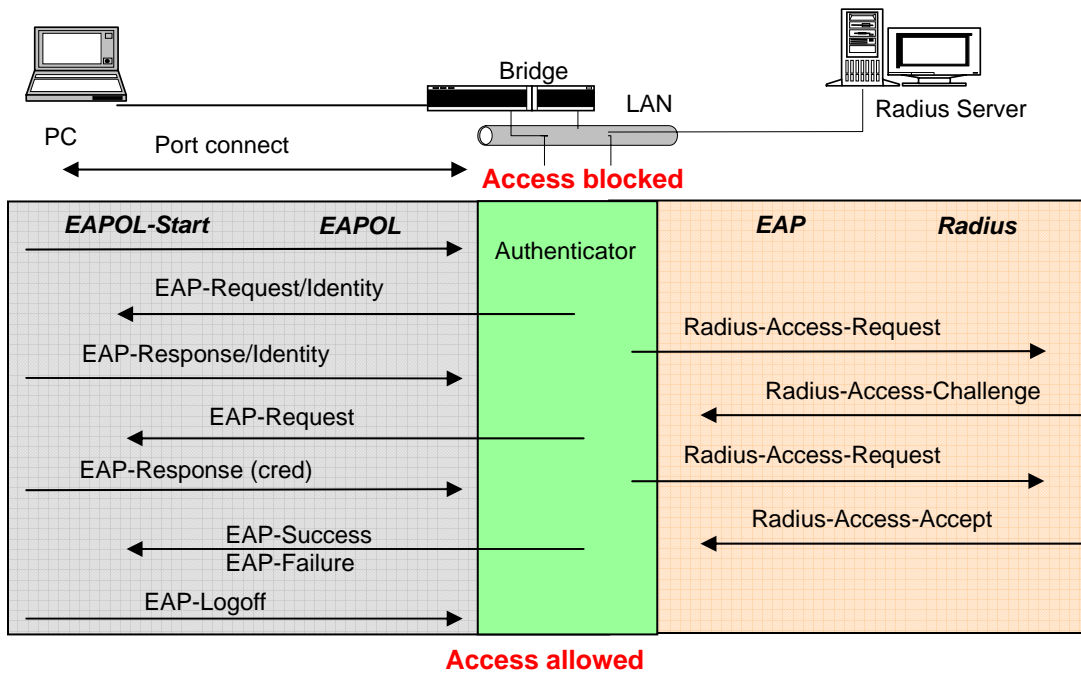 Bridge
LAN
Radius Server
PC
Port connect
Access blocked
EAPOL-Start
EAPOL
EAP
Radius
Authenticator
EAP-Request/Identity
Radius-Access-Request
EAP-Response/Identity
Radius-Access-Challenge
EAP-Request
Radius-Access-Request
EAP-Response (cred)
Radius-Access-Accept
EAP-Success
EAP-Failure
EAP-Logoff
Access allowed